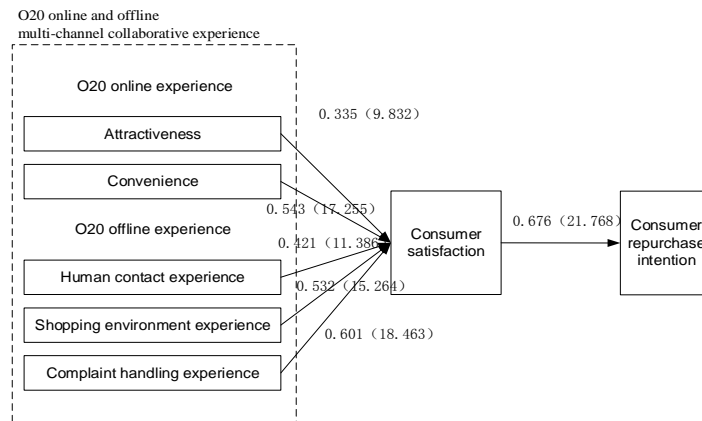 O2O online and offline
multi-channel collaborative experience
O2O online experience
0.335（9.832）
Attractiveness
Convenience
0.543（17.255）
O2O offline experience
0.421（11.386
Human contact experience
0.532（15.264）
Shopping environment experience
0.601（18.463）
Complaint handling experience
Consumer
satisfaction
0.676（21.768）
Consumer
repurchase
intention